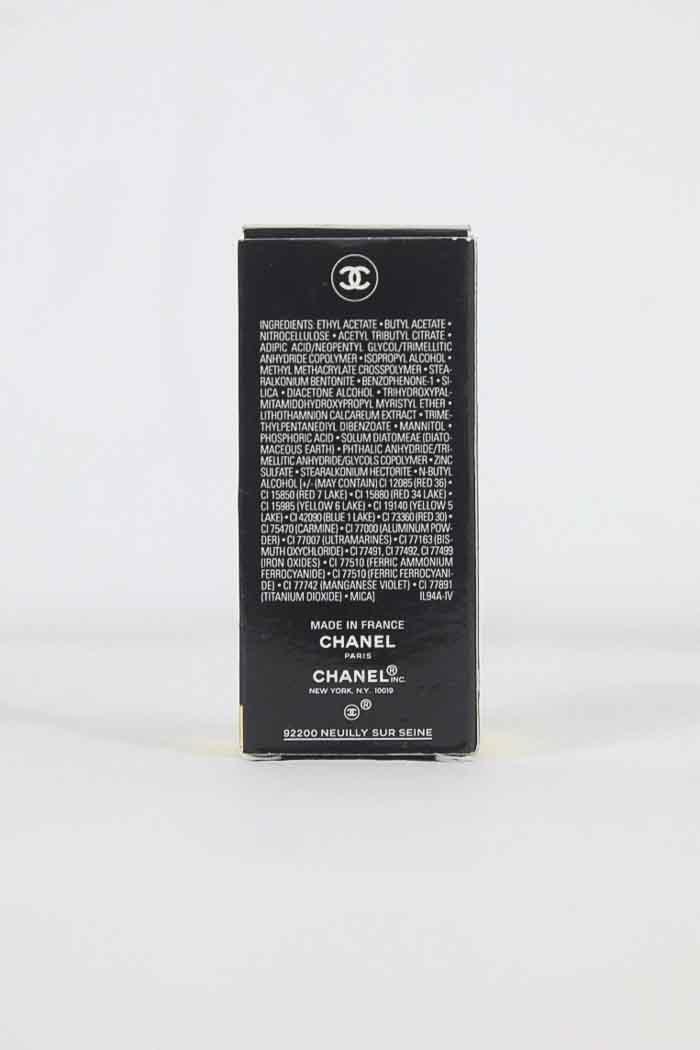 INGREDIENTS: ETHYL ACETATE • BUTYL ACETATE •
NITROCELLULOSE • ACETYL TRIBUTYL CITRATE •
ADIPIC ACID/NEOPENTYL GLYCOL/TRIMELLITIC
ANHYDRIDE COPOLYMER • ISOPROPYL ALCOHOL •
METHYL METHACRYLATE CROSSPOLYMER • STEA-
RALKONIUM BENTONITE • BENZOPHENONE-1 • SI-
LICA • DIACETONE ALCOHOL • TRIHYDROXYPAL-
MITAMIDOHYDROXYPROPYL MYRISTYL ETHER •
LITHOTHAMNION CALCAREUM EXTRACT • TRIME-
THYLPENTANEDIYL DIBENZOATE • MANNITOL •
PHOSPHORIC ACID • SOLUM DIATOMEAE (DIATO-
MACEOUS EARTH) • PHTHALIC ANHYDRIDE/TRI-
MELLITIC ANHYDRIDE/GLYCOLS COPOLYMER • ZINC
SULFATE • STEARALKONIUM HECTORITE • N-BUTYL
ALCOHOL [+/- (MAY CONTAIN) CI 12085 (RED 36) •
CI 15850 (RED 7 LAKE) • CI 15880 (RED 34 LAKE) •
CI 15985 (YELLOW 6 LAKE) • CI 19140 (YELLOW 5
LAKE) • CI 42090 (BLUE 1 LAKE) • CI 73360 (RED 30) •
CI 75470 (CARMINE) • CI 77000 (ALUMINUM POW-
DER) • CI 77007 (ULTRAMARINES) • CI 77163 (BIS-
MUTH OXYCHLORIDE) • CI 77491, CI 77492, CI 77499
(IRON OXIDES) • CI 77510 (FERRIC AMMONIUM
FERROCYANIDE) • CI 77510 (FERRIC FERROCYANI-
DE) • CI 77742 (MANGANESE VIOLET) • CI 77891
(TITANIUM DIOXIDE) • MICA] IL94A-IV
MADE IN FRANCE
CHANEL
PARIS
CHANEL® INC.
NEW YORK, N.Y. 10019
®
92200 NEUILLY SUR SEINE